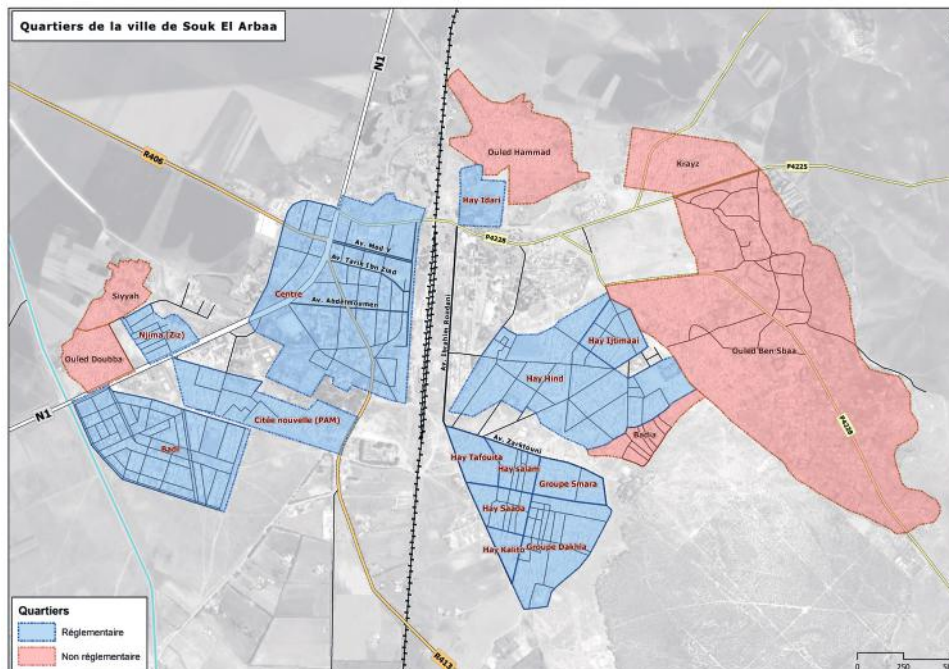 Quartiers de la ville de Souk El Arbaa
N1
R406
Ouled Hammad
Krayz
P4225
Hay Idari
P4228
Av. Mod V
Av. Tarik Ibn Ziad
Siyyah
Centre
Av. Abdelmoumen
Njima (Ziz)
Av. Ibrahim Roudani
Hay Ijtimaai
Ouled Doubba
Ouled Ben Sbaa
Hay Hind
N1
Citée nouvelle (PAM)
P4228
Badi
Badia
Av. Zarktouni
Hay Tafouita
Hay salam
Groupe Smara
Hay Saada
Hay Kalito
Groupe Dakhla
Quartiers
Réglementaire
Non réglementaire
R413
0 250